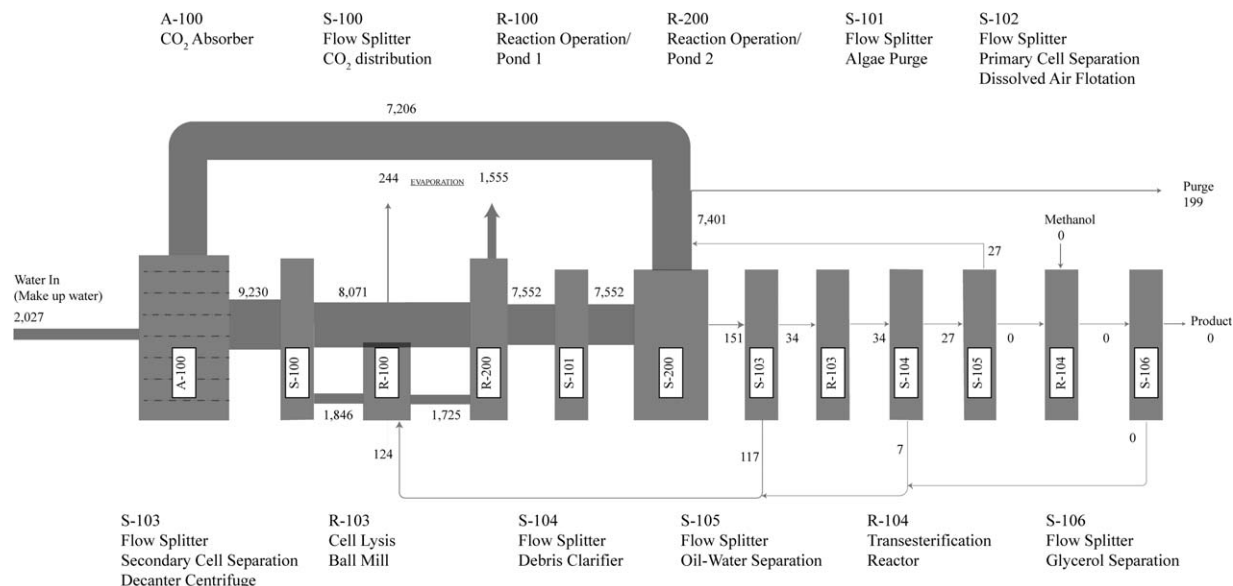 A-100
CO₂ Absorber
S-100
Flow Splitter
CO₂ distribution
R-100
Reaction Operation/
Pond 1
R-200
Reaction Operation/
Pond 2
S-101
Flow Splitter
Algae Purge
S-102
Flow Splitter
Primary Cell Separation
Dissolved Air Flotation
7,206
244
EVAPORATION
1,555
Purge
199
7,401
Methanol
0
27
Water In
(Make up water)
2,027
9,230
8,071
7,552
7,552
151
34
34
27
0
0
Product
0
A-100
S-100
R-100
R-200
S-101
S-200
S-103
R-103
S-104
S-105
R-104
S-106
1,846
1,725
124
117
7
0
S-103
Flow Splitter
Secondary Cell Separation
Decanter Centrifuge
R-103
Cell Lysis
Ball Mill
S-104
Flow Splitter
Debris Clarifier
S-105
Flow Splitter
Oil-Water Separation
R-104
Transesterification
Reactor
S-106
Flow Splitter
Glycerol Separation